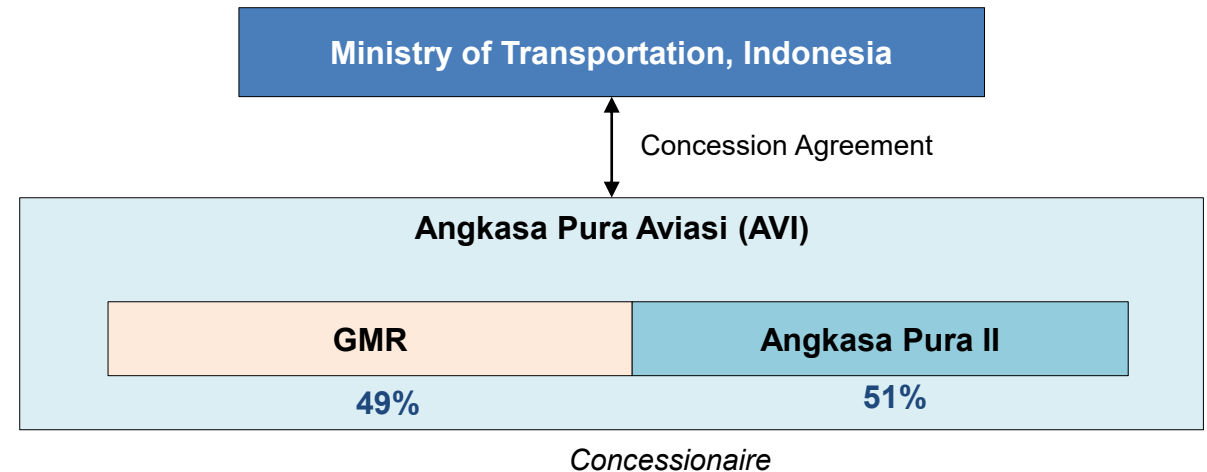 Ministry of Transportation, Indonesia
Concession Agreement
Angkasa Pura Aviasi (AVI)
GMR
Angkasa Pura II
49%
51%
Concessionaire